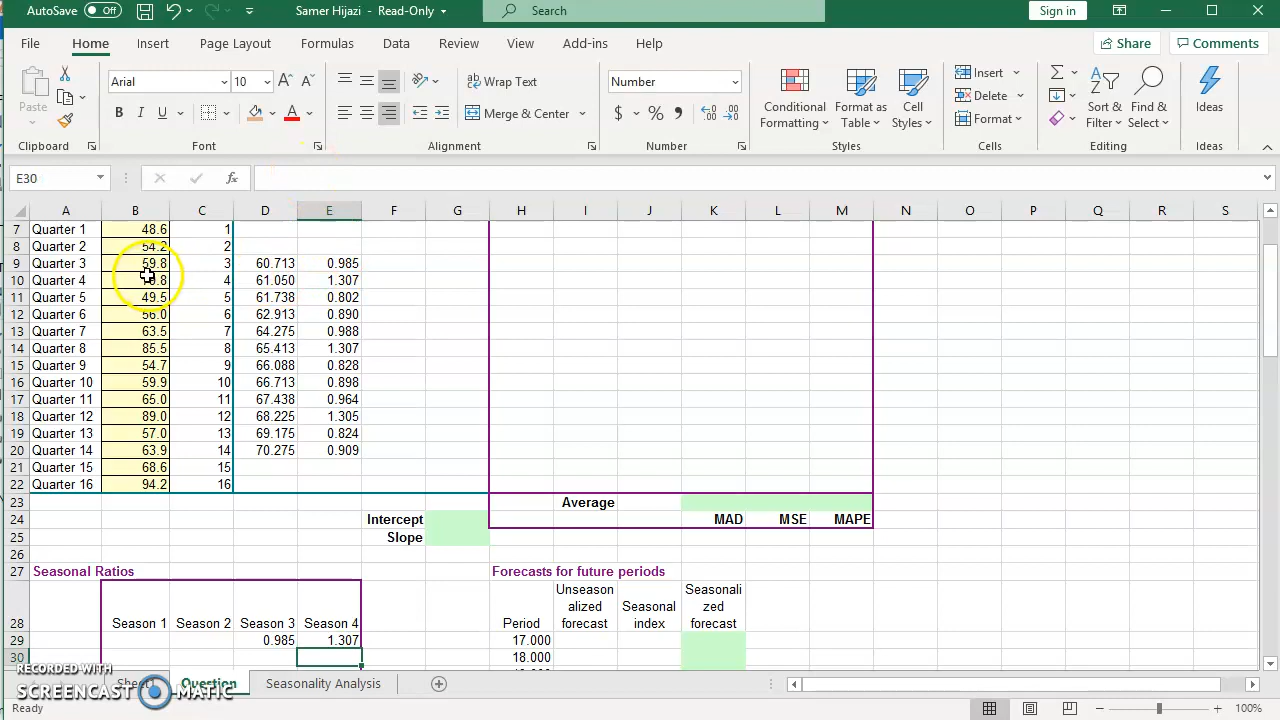 AutoSave Off Samer Hijazi - Read-Only Search Sign in
File Home Insert Page Layout Formulas Data Review View Add-ins Help Share Comments
Paste Arial 10 Wrap Text Number Conditional Formatting Format as Table Cell Styles Insert Sort & Filter Find & Select Ideas
B I U A Merge & Center $ % Delete
Format
Clipboard Font Alignment Number Styles Cells Editing Ideas
E30 fx
A B C D E F G H I J K L M N O P Q R S
7 Quarter 1 48.6 1
8 Quarter 2 54.2 2
9 Quarter 3 59.8 3 60.713 0.985
10 Quarter 4 4 61.050 1.307
11 Quarter 5 49.5 5 61.738 0.802
12 Quarter 6 56.0 6 62.913 0.890
13 Quarter 7 63.5 7 64.275 0.988
14 Quarter 8 85.5 8 65.413 1.307
15 Quarter 9 54.7 9 66.088 0.828
16 Quarter 10 59.9 10 66.713 0.898
17 Quarter 11 65.0 11 67.438 0.964
18 Quarter 12 89.0 12 68.225 1.305
19 Quarter 13 57.0 13 69.175 0.824
20 Quarter 14 63.9 14 70.275 0.909
21 Quarter 15 68.6 15
22 Quarter 16 94.2 16
23 Average
24 Intercept MAD MSE MAPE
25 Slope
26
27 Seasonal Ratios Forecasts for future periods
28 Season 1 Season 2 Season 3 Season 4 Period Unseason alized forecast Seasonal index Seasonali zed forecast
29 0.985 1.307 17.000
30 18.000
RECORDED WITH
SCREENCAST MATIC
Sheet1 Question Seasonality Analysis
Ready 100%